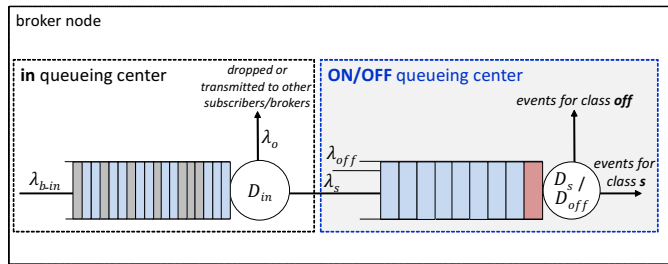 broker node
in queueing center
dropped or
transmitted to other
subscribers/brokers
λo
λb-in
Din
ON/OFF queueing center
events for class off
λoff
λs
events for
class s
Ds /
Doff